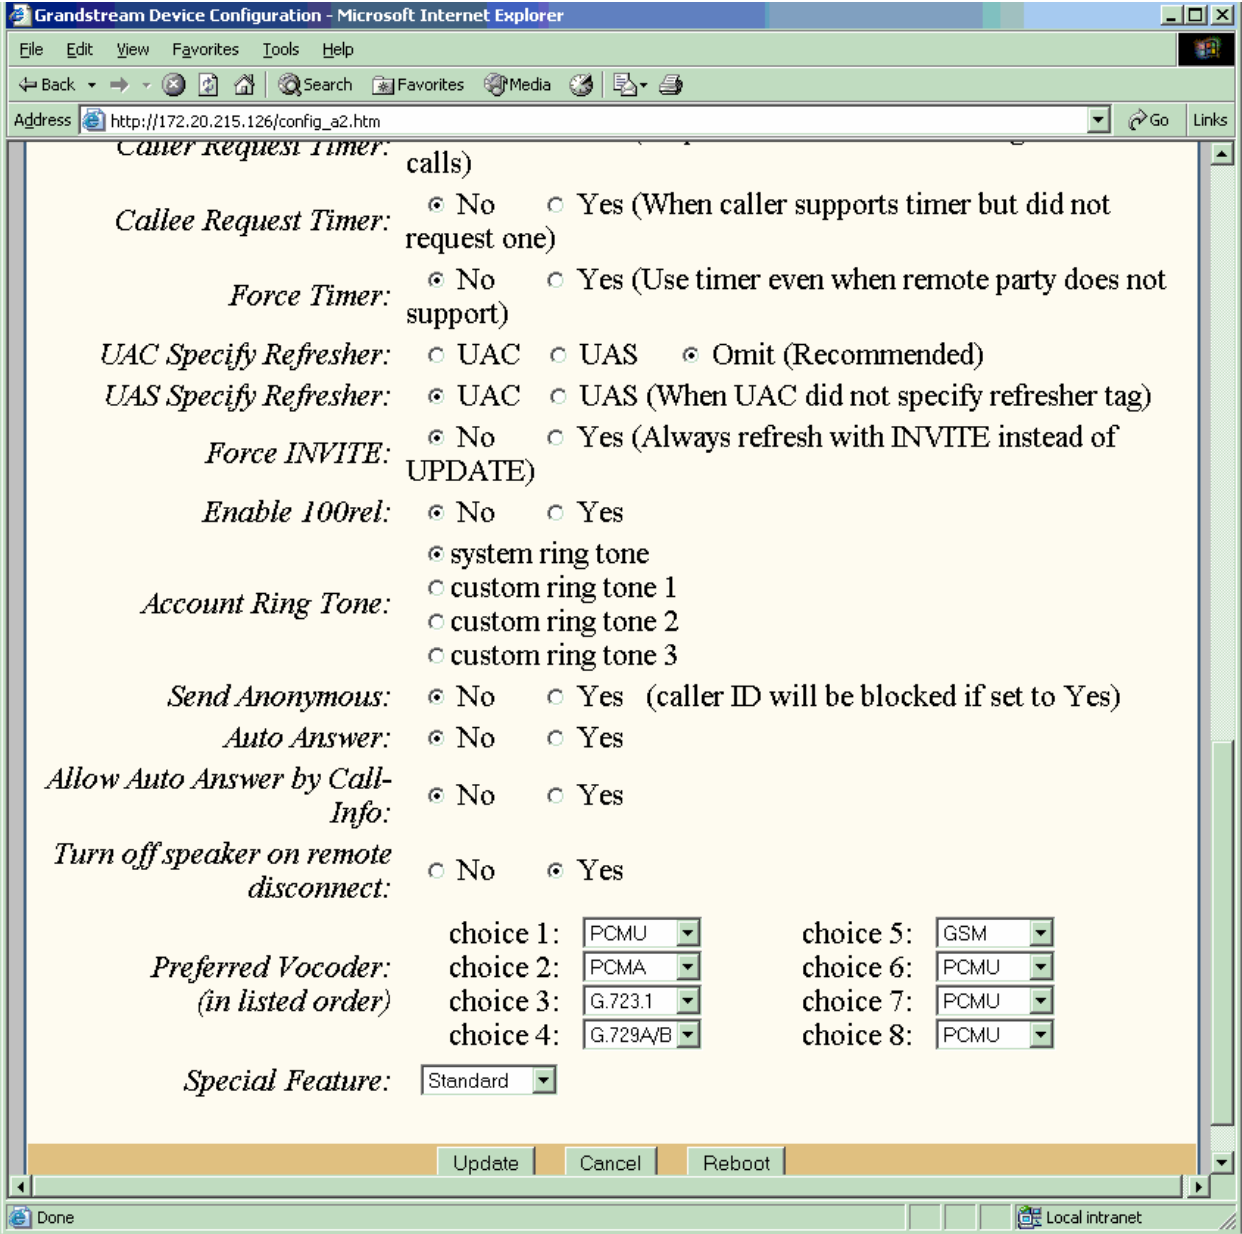 Grandstream Device Configuration - Microsoft Internet Explorer
File Edit View Favorites Tools Help
Back Search Favorites Media
Address http://172.20.215.126/config_a2.htm Go Links
Caller Request Timer:
calls)
Callee Request Timer: No Yes (When caller supports timer but did not
request one)
Force Timer: No Yes (Use timer even when remote party does not
support)
UAC Specify Refresher: UAC UAS Omit (Recommended)
UAS Specify Refresher: UAC UAS (When UAC did not specify refresher tag)
Force INVITE: No Yes (Always refresh with INVITE instead of
UPDATE)
Enable 100rel: No Yes
system ring tone
custom ring tone 1
Account Ring Tone:
custom ring tone 2
custom ring tone 3
Send Anonymous: No Yes (caller ID will be blocked if set to Yes)
Auto Answer: No Yes
Allow Auto Answer by Call-
Info: No Yes
Turn off speaker on remote
disconnect: No Yes
choice 1: PCMU choice 5: GSM
Preferred Vocoder: choice 2: PCMA choice 6: PCMU
(in listed order) choice 3: G.723.1 choice 7: PCMU
choice 4: G.729A/B choice 8: PCMU
Special Feature: Standard
Update Cancel Reboot
Done Local intranet